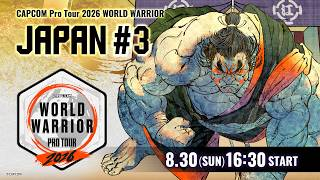 CAPCOM Pro Tour 2026 WORLD WARRIOR
JAPAN #3
WORLD
WARRIOR
PRO TOUR
2026
8.30(SUN)16:30 START